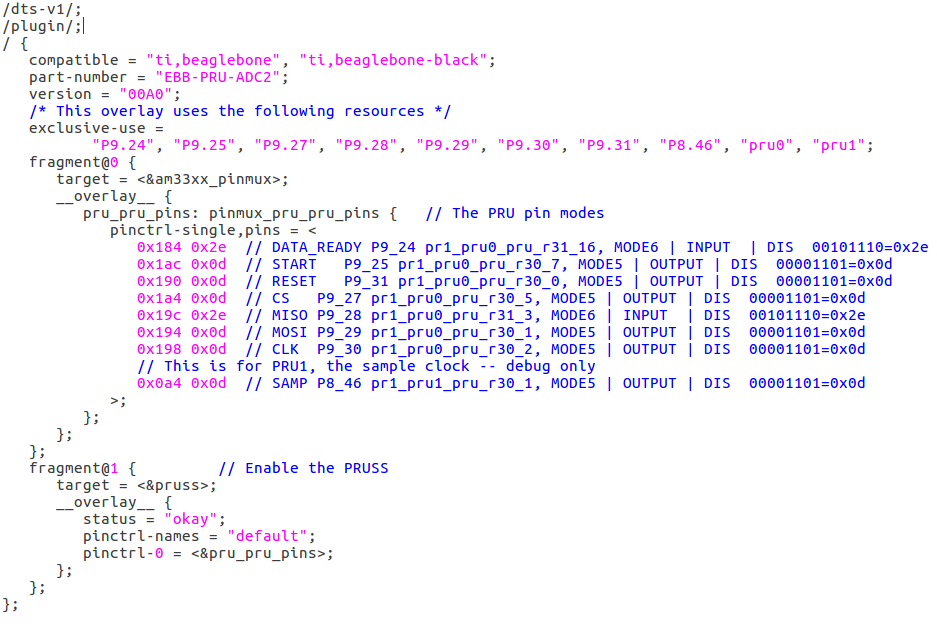 /dts-v1/;
/plugin/;
/ {
   compatible = "ti,beaglebone", "ti,beaglebone-black";
   part-number = "EBB-PRU-ADC2";
   version = "00A0";
   /* This overlay uses the following resources */
   exclusive-use =
          "P9.24", "P9.25", "P9.27", "P9.28", "P9.29", "P9.30", "P9.31", "P8.46", "pru0", "pru1";
   fragment@0 {
      target = <&am33xx_pinmux>;
      __overlay__ {
         pru_pru_pins: pinmux_pru_pru_pins {   // The PRU pin modes
            pinctrl-single,pins = <
               0x184 0x2e  // DATA_READY P9_24 pr1_pru0_pru_r31_16, MODE6 | INPUT  | DIS  00101110=0x2e
               0x1ac 0x0d  // START   P9_25 pr1_pru0_pru_r30_7, MODE5 | OUTPUT | DIS  00001101=0x0d
               0x190 0x0d  // RESET   P9_31 pr1_pru0_pru_r30_0, MODE5 | OUTPUT | DIS  00001101=0x0d
               0x1a4 0x0d  // CS   P9_27 pr1_pru0_pru_r30_5, MODE5 | OUTPUT | DIS  00001101=0x0d
               0x19c 0x2e  // MISO P9_28 pr1_pru0_pru_r31_3, MODE6 | INPUT  | DIS  00101110=0x2e
               0x194 0x0d  // MOSI P9_29 pr1_pru0_pru_r30_1, MODE5 | OUTPUT | DIS  00001101=0x0d
               0x198 0x0d  // CLK  P9_30 pr1_pru0_pru_r30_2, MODE5 | OUTPUT | DIS  00001101=0x0d
               // This is for PRU1, the sample clock -- debug only
               0x0a4 0x0d  // SAMP P8_46 pr1_pru1_pru_r30_1, MODE5 | OUTPUT | DIS  00001101=0x0d
            >;
         };
      };
   };
   fragment@1 {         // Enable the PRUSS
      target = <&pruss>;
      __overlay__ {
         status = "okay";
         pinctrl-names = "default";
         pinctrl-0 = <&pru_pru_pins>;
      };
   };
};